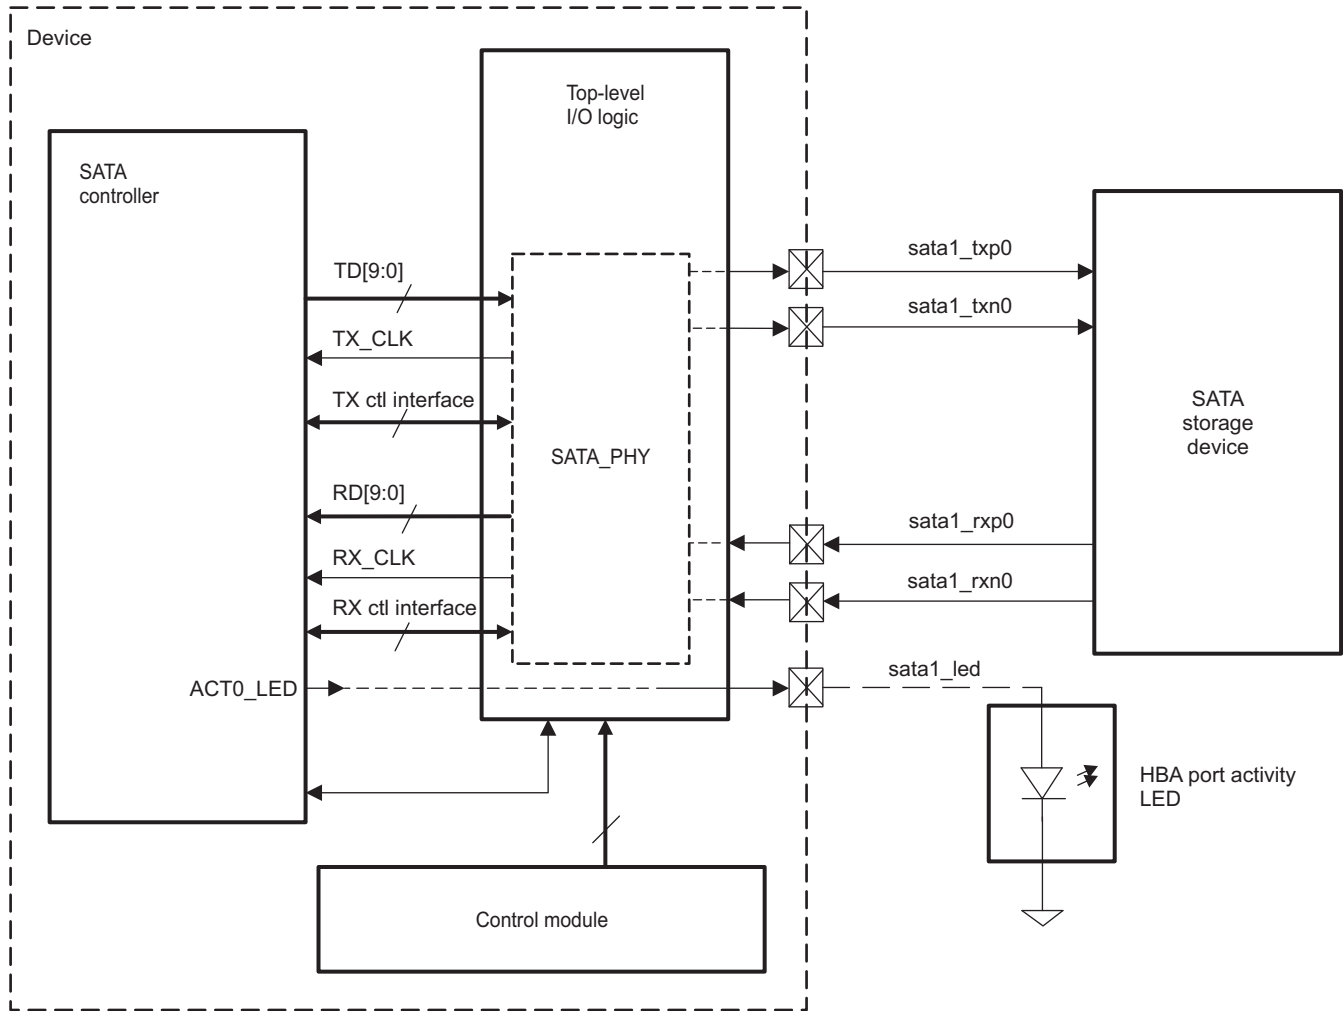 Device
Top-level
I/O logic
SATA
controller
TD[9:0]
sata1_txp0
TX_CLK
sata1_txn0
TX ctl interface
SATA
storage
device
SATA_PHY
RD[9:0]
sata1_rxp0
RX_CLK
sata1_rxn0
RX ctl interface
ACT0_LED
sata1_led
HBA port activity
LED
Control module